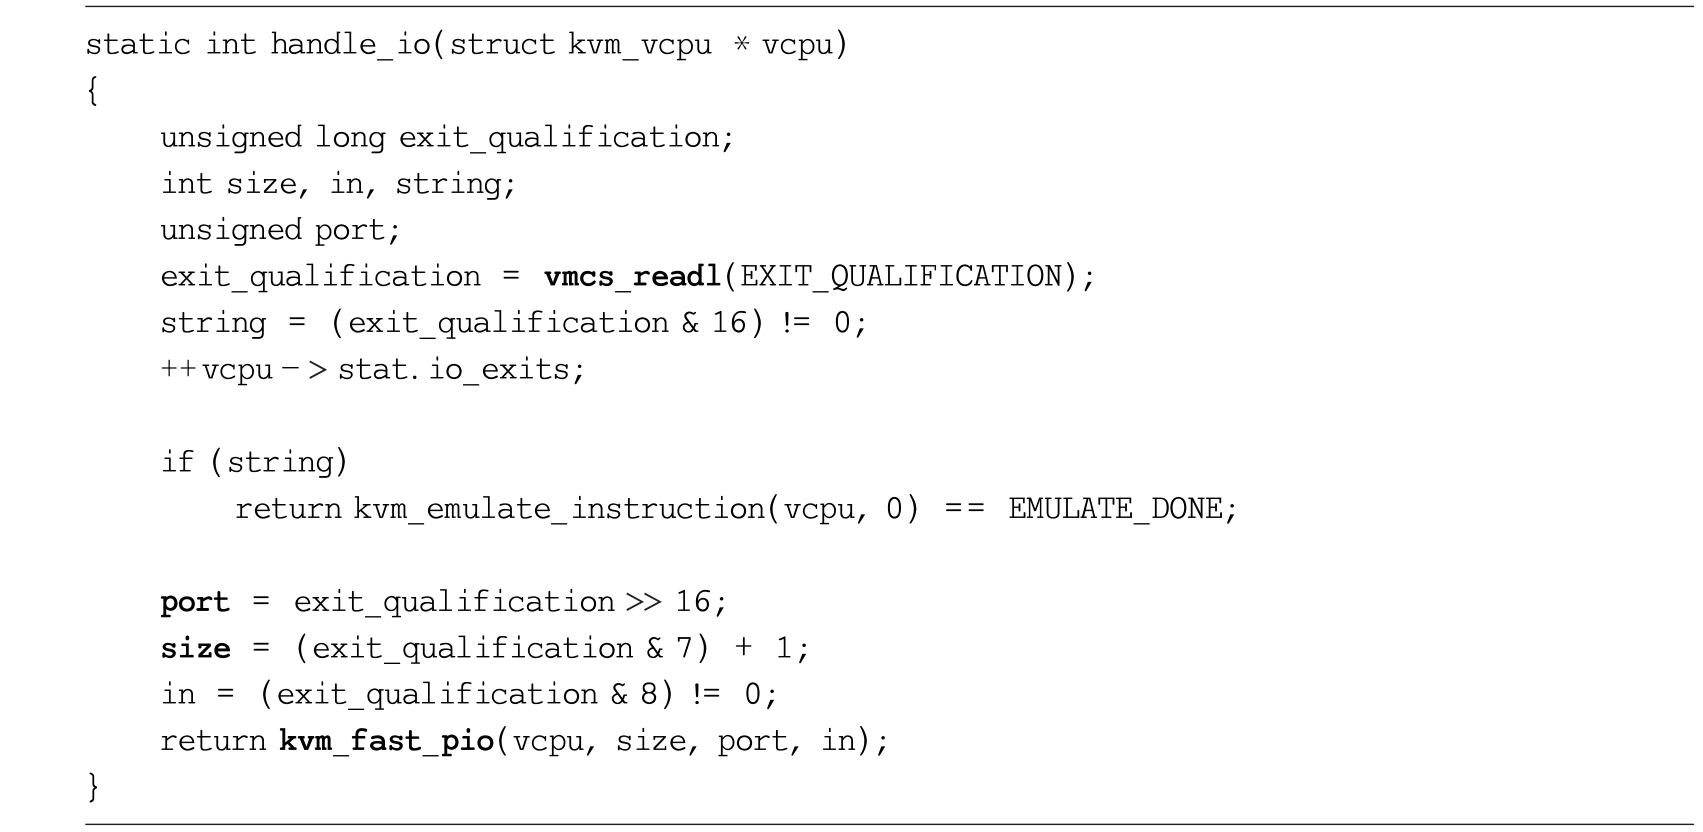 static int handle_io(struct kvm_vcpu * vcpu)
{
unsigned long exit_qualification;
int size, in, string;
unsigned port;
exit_qualification = vmcs_readl(EXIT_QUALIFICATION);
string = (exit_qualification & 16) != 0;
++vcpu -> stat. io_exits;
if (string)
return kvm_emulate_instruction(vcpu, 0) == EMULATE_DONE;
port = exit_qualification >> 16;
size = (exit_qualification & 7) + 1;
in = (exit_qualification & 8) != 0;
return kvm_fast_pio(vcpu, size, port, in);
}